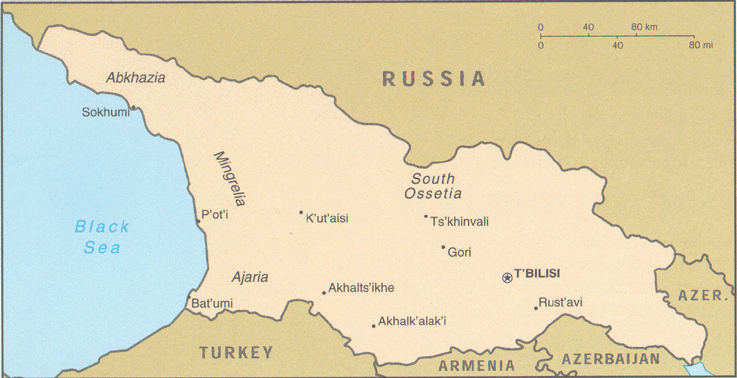 0 40 80 km
0 40 80 mi
RUSSIA
Abkhazia
Sokhumi
Mingrelia
South
Ossetia
P'ot'i
K'ut'aisi
Ts'khinvali
Black
Sea
Gori
Ajaria
T'BILISI
Akhalts'ikhe
AZER.
Bat'umi
Rust'avi
Akhalk'alak'i
TURKEY
ARMENIA
AZERBAIJAN